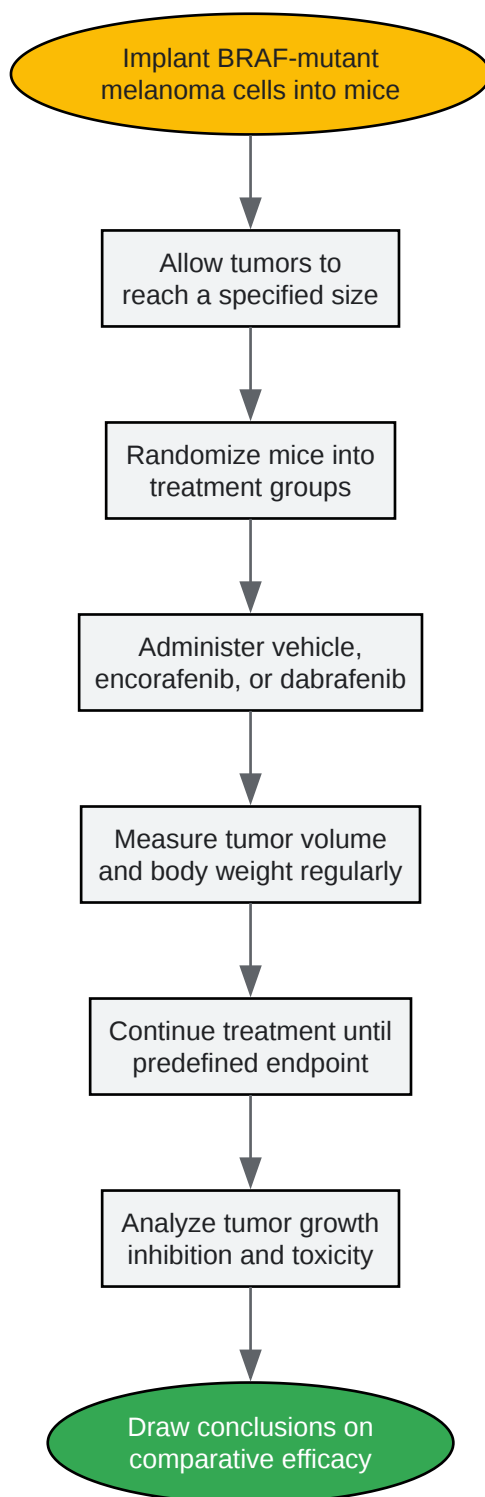 Implant BRAF-mutant
melanoma cells into mice
Allow tumors to
reach a specified size
Randomize mice into
treatment groups
Administer vehicle,
encorafenib, or dabrafenib
Measure tumor volume
and body weight regularly
Continue treatment until
predefined endpoint
Analyze tumor growth
inhibition and toxicity
Draw conclusions on
comparative efficacy